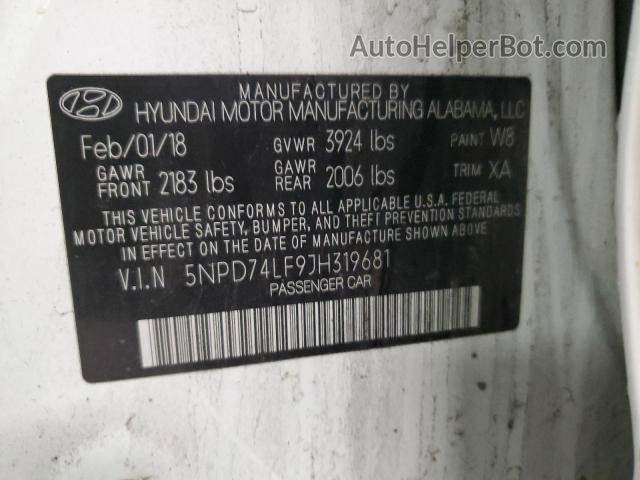 AutoHelperBot.com
MANUFACTURED BY
HYUNDAI MOTOR MANUFACTURING ALABAMA, LLC
Feb/01/18 GVWR 3924 lbs PAINT W8
GAWR FRONT 2183 lbs GAWR REAR 2006 lbs TRIM XA
THIS VEHICLE CONFORMS TO ALL APPLICABLE U.S.A. FEDERAL
MOTOR VEHICLE SAFETY, BUMPER, AND THEFT PREVENTION STANDARDS
IN EFFECT ON THE DATE OF MANUFACTURE SHOWN ABOVE.
V.I.N 5NPD74LF9JH319681
PASSENGER CAR
AutoHelperBot.com